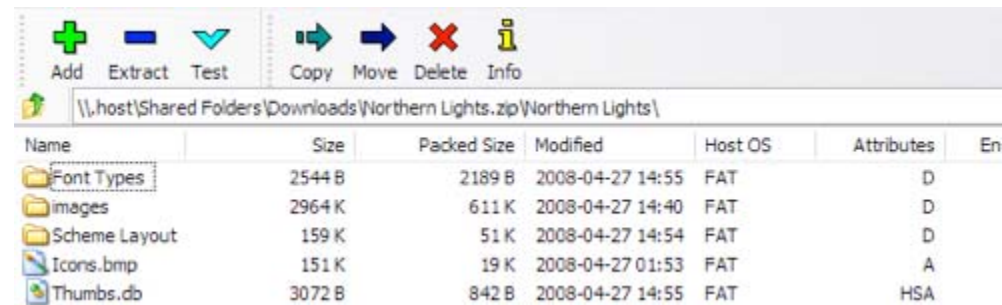 Add Extract Test Copy Move Delete Info
\\.host\Shared Folders\Downloads\Northern Lights.zip\Northern Lights\
Name Size Packed Size Modified Host OS Attributes En
Font Types 2544 B 2189 B 2008-04-27 14:55 FAT D
images 2964 K 611 K 2008-04-27 14:40 FAT D
Scheme Layout 159 K 51 K 2008-04-27 14:54 FAT D
Icons.bmp 151 K 19 K 2008-04-27 01:53 FAT A
Thumbs.db 3072 B 842 B 2008-04-27 14:55 FAT HSA